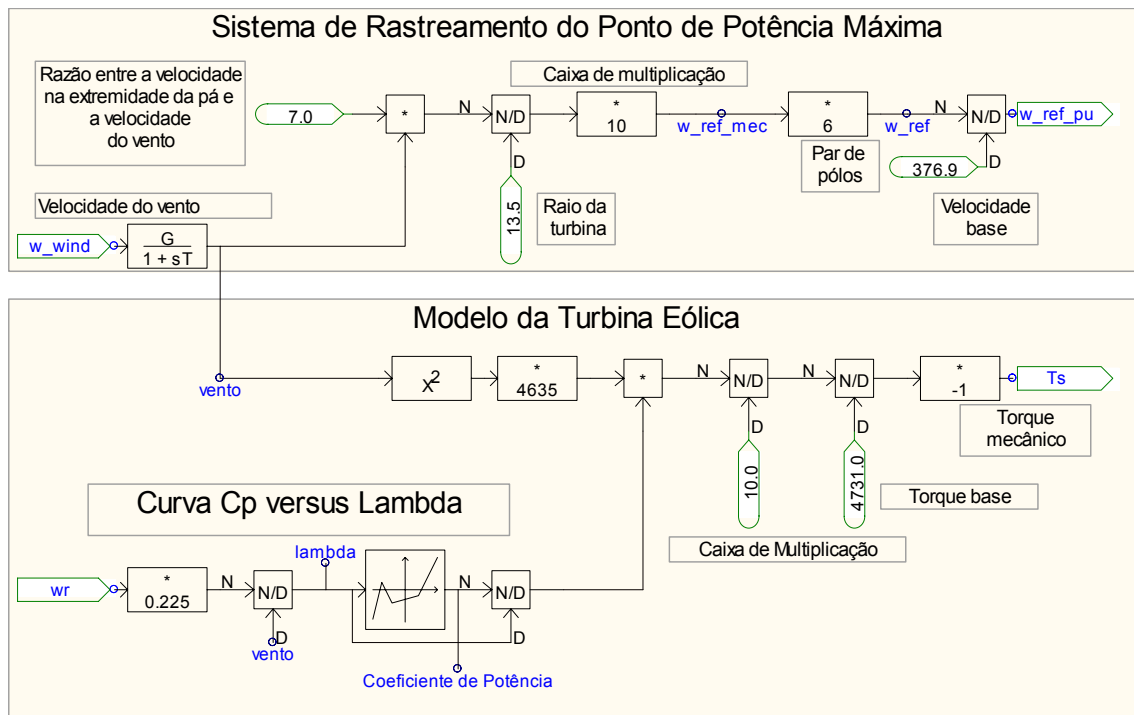 Sistema de Rastreamento do Ponto de Potência Máxima
Razão entre a velocidade
na extremidade da pá e
a velocidade
do vento
7.0
*
N
N/D
D
13.5
Raio da
turbina
Caixa de multiplicação
*
10
w_ref_mec
*
6
Par de
pólos
w_ref
N
N/D
D
376.9
Velocidade
base
w_ref_pu
Velocidade do vento
w_wind
G
1 + sT
Modelo da Turbina Eólica
vento
X2
*
4635
*
N
N/D
D
10.0
Caixa de Multiplicação
N
N/D
D
4731.0
Torque base
*
-1
Ts
Torque
mecânico
Curva Cp versus Lambda
wr
*
0.225
N
N/D
D
vento
lambda
Coeficiente de Potência
N
N/D
D